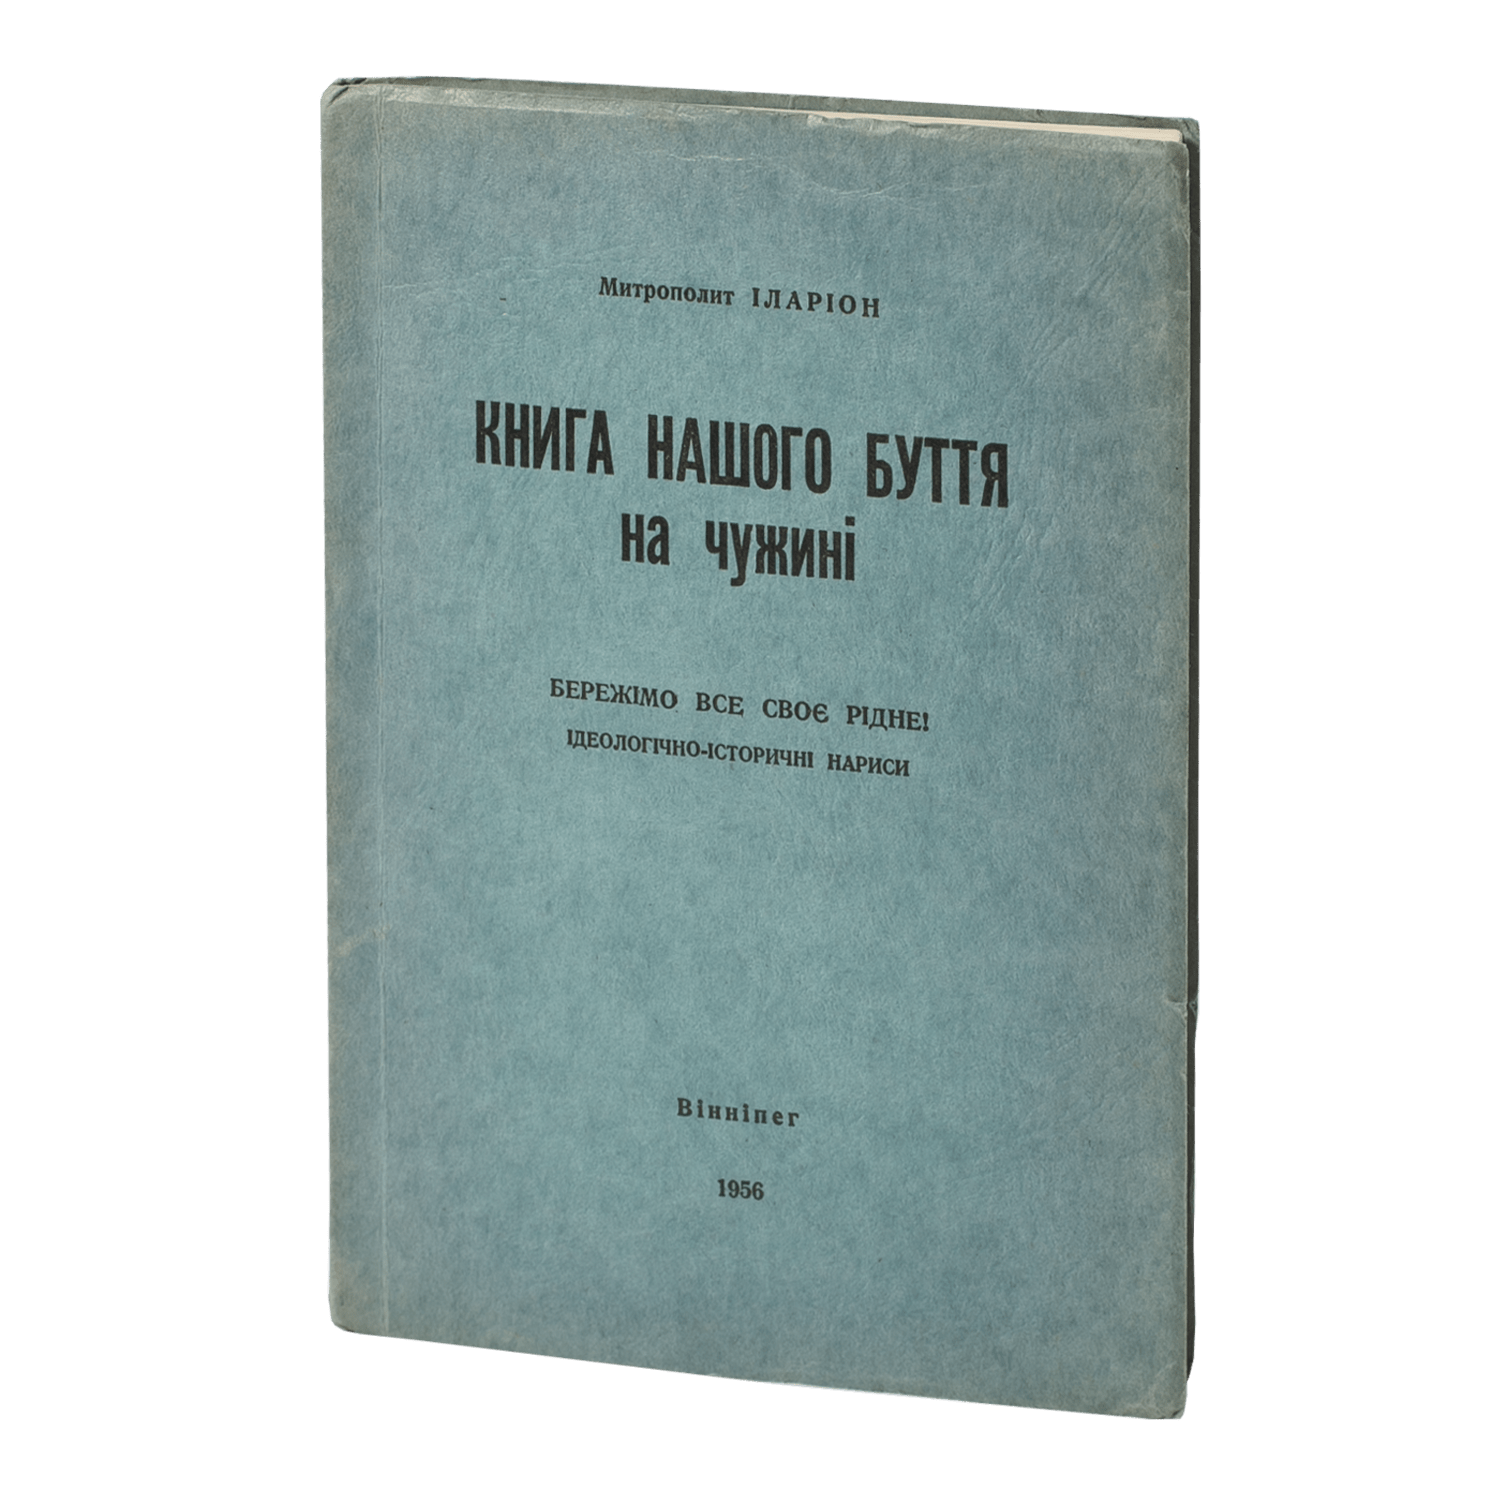 Митрополит ІЛАРІОН
КНИГА НАШОГО БУТТЯ
на чужині
БЕРЕЖІМО ВСЕ СВОЄ РІДНЕ!
ІДЕОЛОГІЧНО-ІСТОРИЧНІ НАРИСИ
Вінніпег
1956